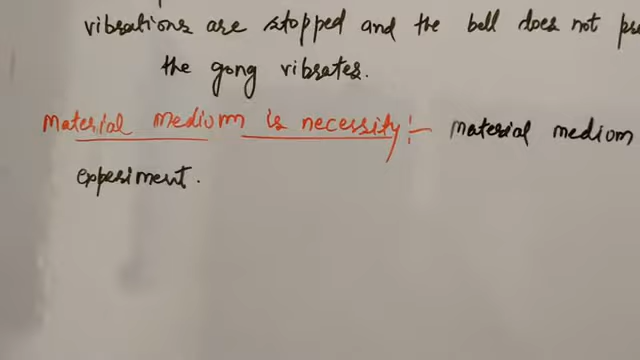 vibrations are stopped and the bell does not
the gong vibrates.
Material medium is necessity:- Material medium
experiment.